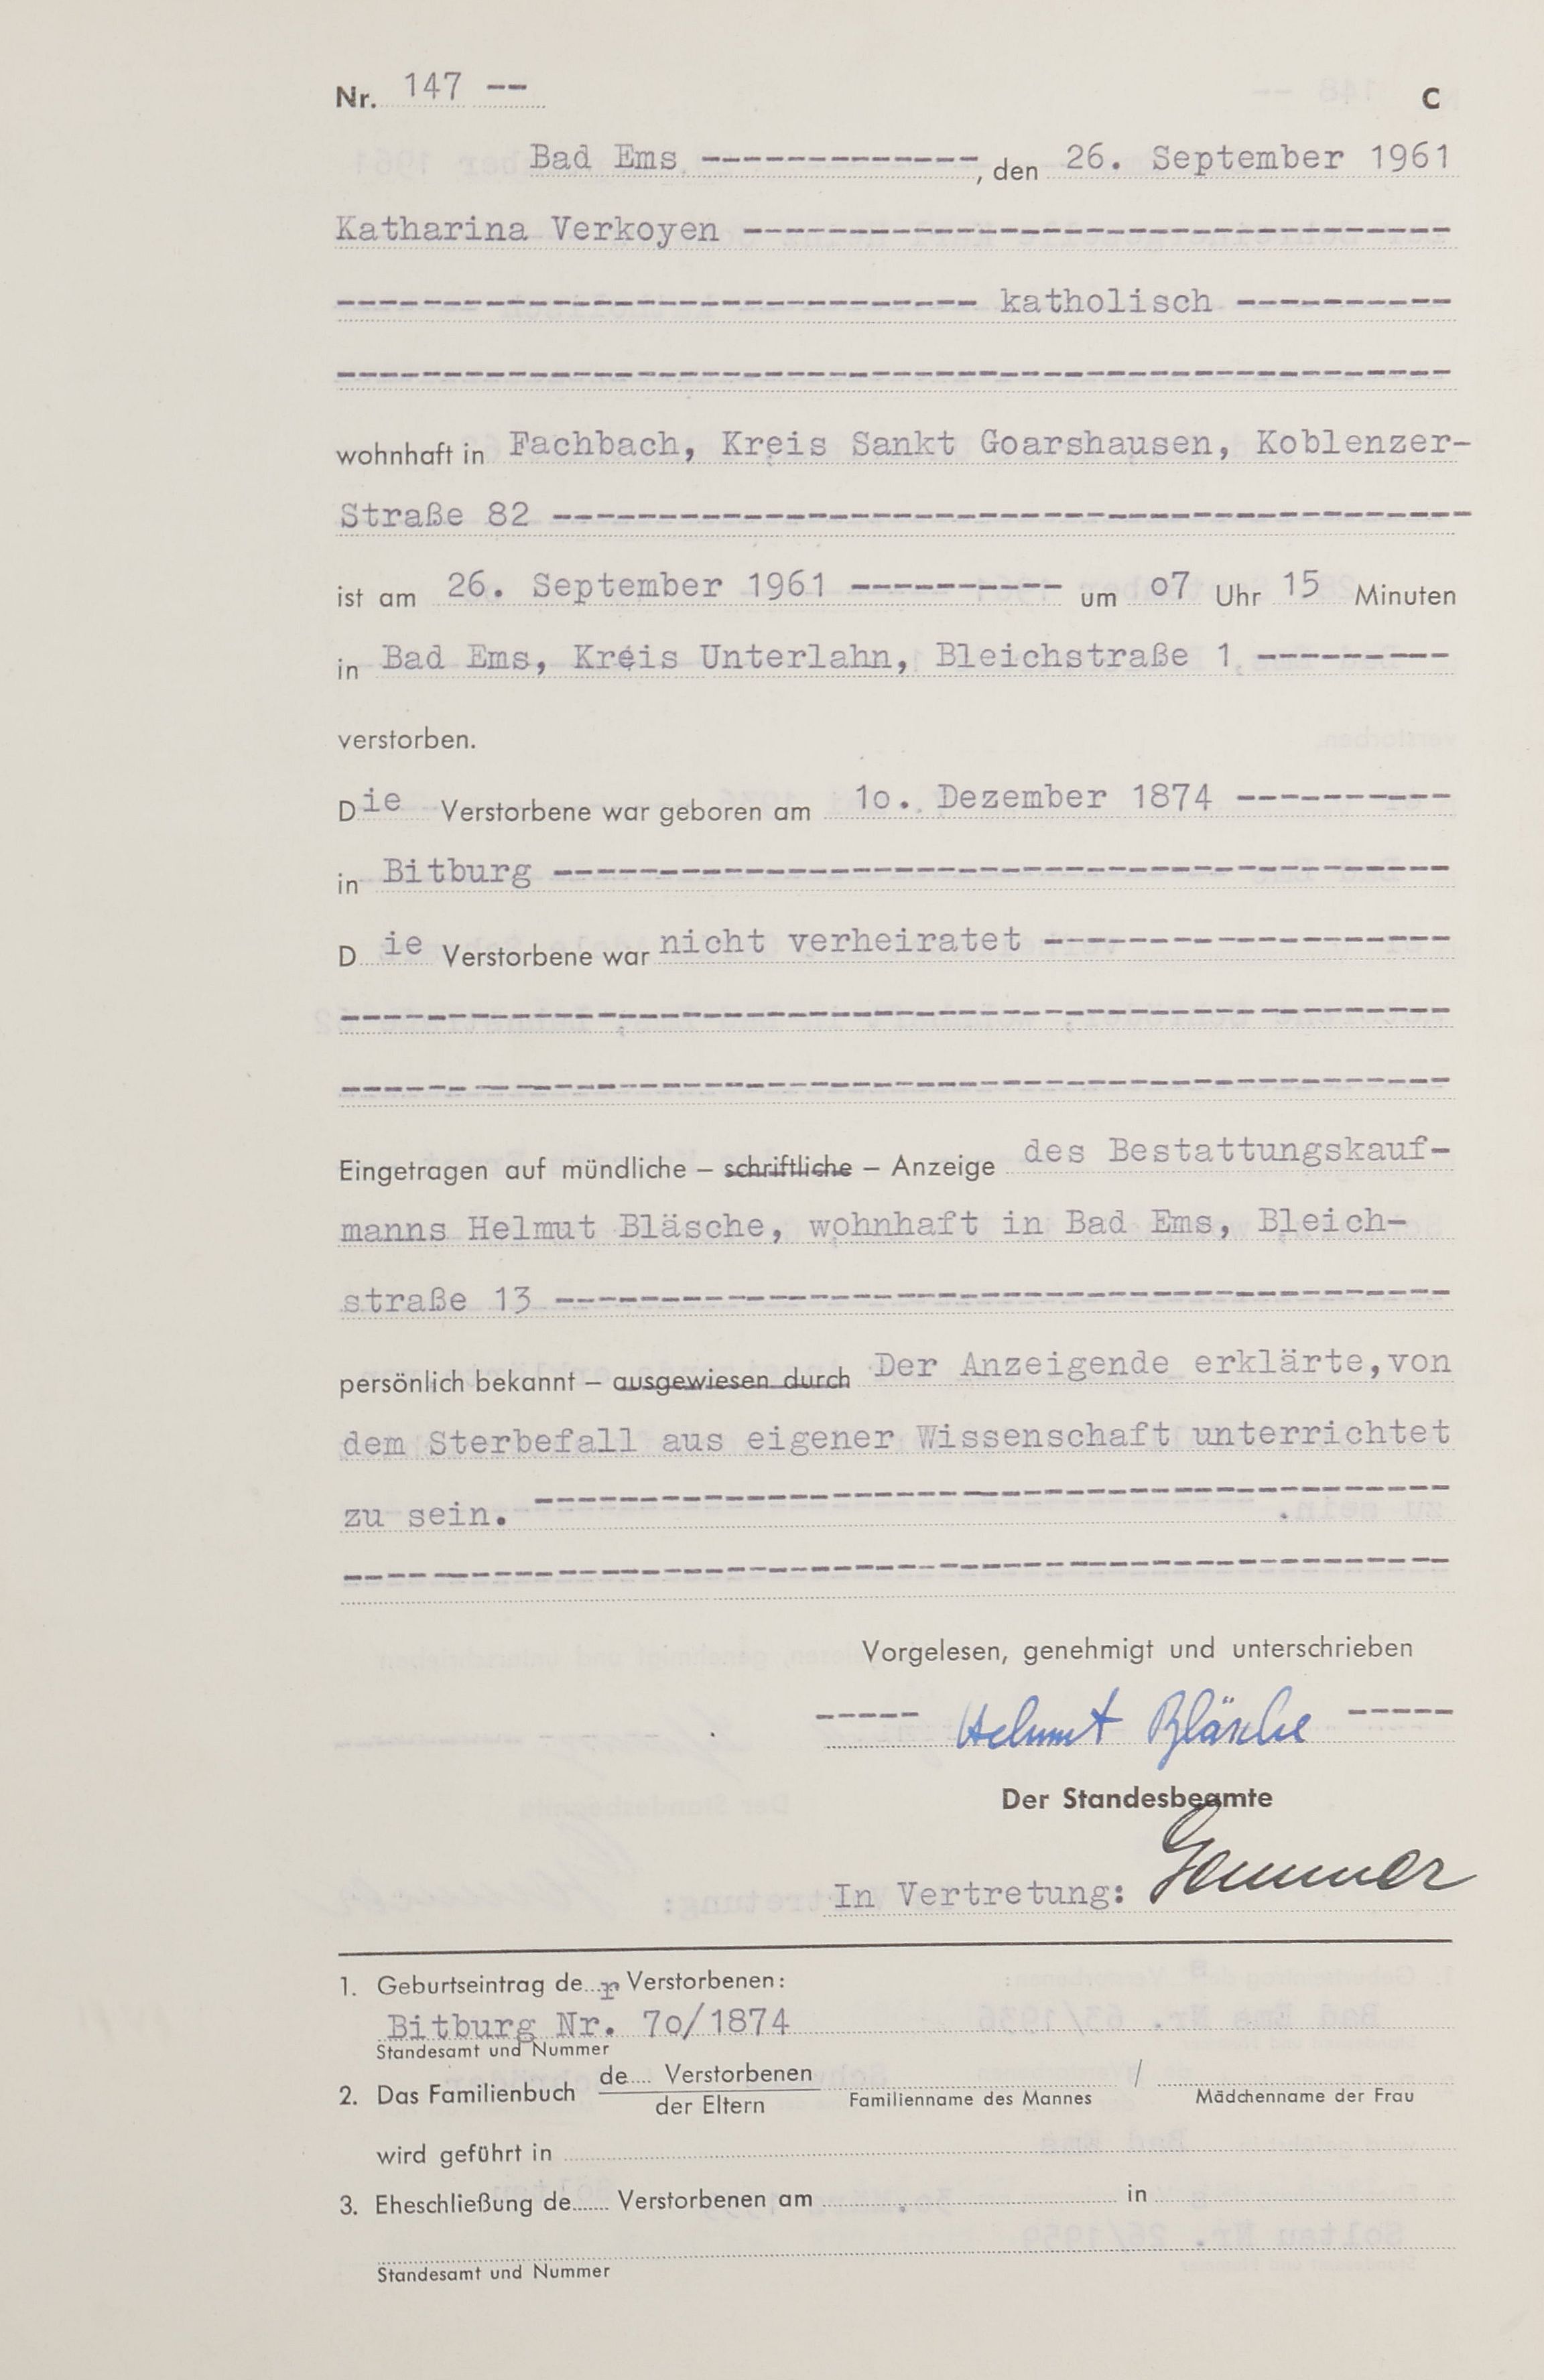 Nr. 147 -- C
Bad Ems -------------, den 26. September 1961
Katharina Verkoyen ---------------------------------
------------------------------ katholisch ----------
----------------------------------------------------
wohnhaft in Fachbach, Kreis Sankt Goarshausen, Koblenzer-
Straße 82 -------------------------------------------
ist am 26. September 1961 ---------- um o7 Uhr 15 Minuten
in Bad Ems, Kreis Unterlahn, Bleichstraße 1 ---------
verstorben.
Die Verstorbene war geboren am 1o. Dezember 1874 ----------
in Bitburg ------------------------------------------
Die Verstorbene war nicht verheiratet -------------------
----------------------------------------------------
----------------------------------------------------
Eingetragen auf mündliche – schriftliche – Anzeige des Bestattungskauf-
manns Helmut Bläsche, wohnhaft in Bad Ems, Bleich-
straße 13 ------------------------------------------
persönlich bekannt – ausgewiesen durch Der Anzeigende erklärte,von
dem Sterbefall aus eigener Wissenschaft unterrichtet
zu sein. -------------------------------------------
----------------------------------------------------
Vorgelesen, genehmigt und unterschrieben
----- Helmut Bläsche -----
Der Standesbeamte
In Vertretung:
1. Geburtseintrag der Verstorbenen:
Bitburg Nr. 7o/1874
Standesamt und Nummer
2. Das Familienbuch de.... Verstorbenen /
der Eltern Familienname des Mannes Mädchenname der Frau
wird geführt in
3. Eheschließung de....... Verstorbenen am in
Standesamt und Nummer